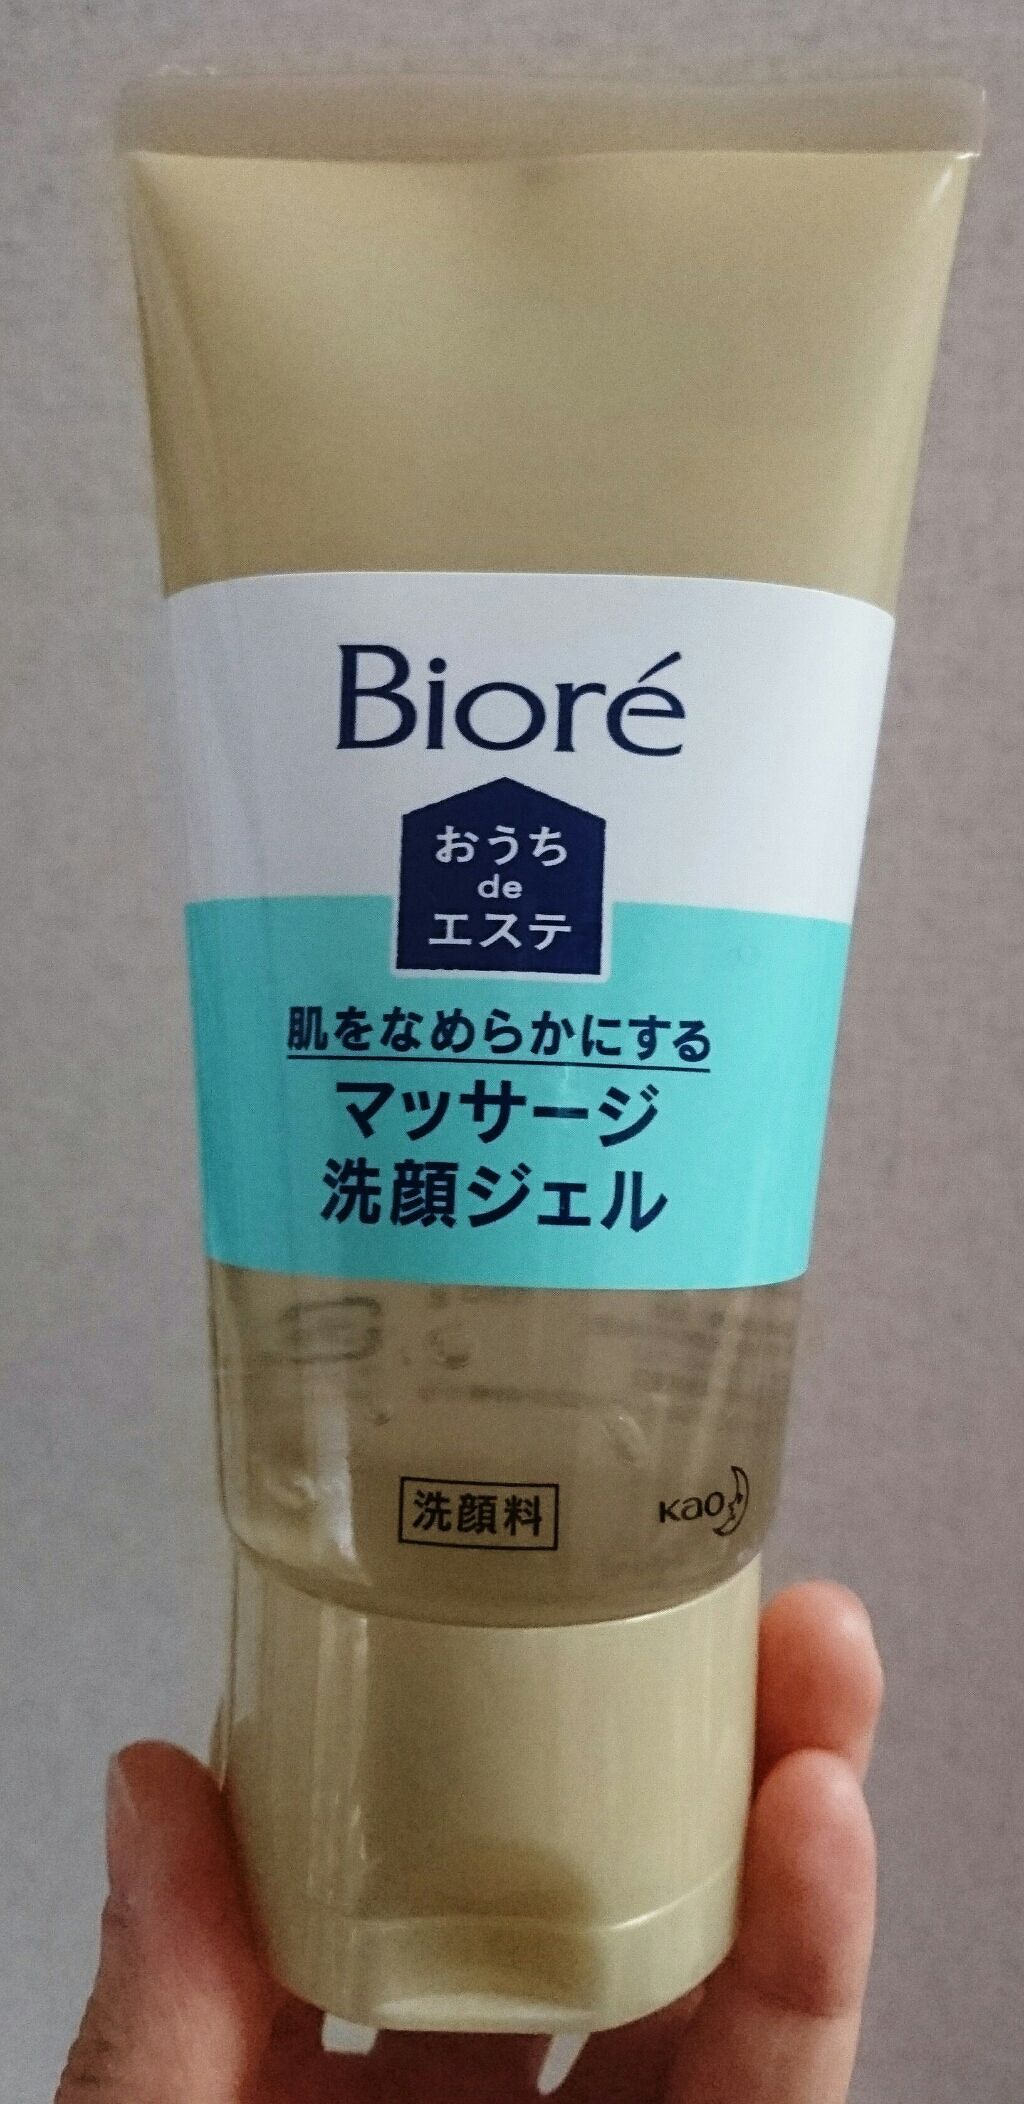 Bioré
おうち
de
エステ
肌をなめらかにする
マッサージ
洗顔ジェル
洗顔料
Kao